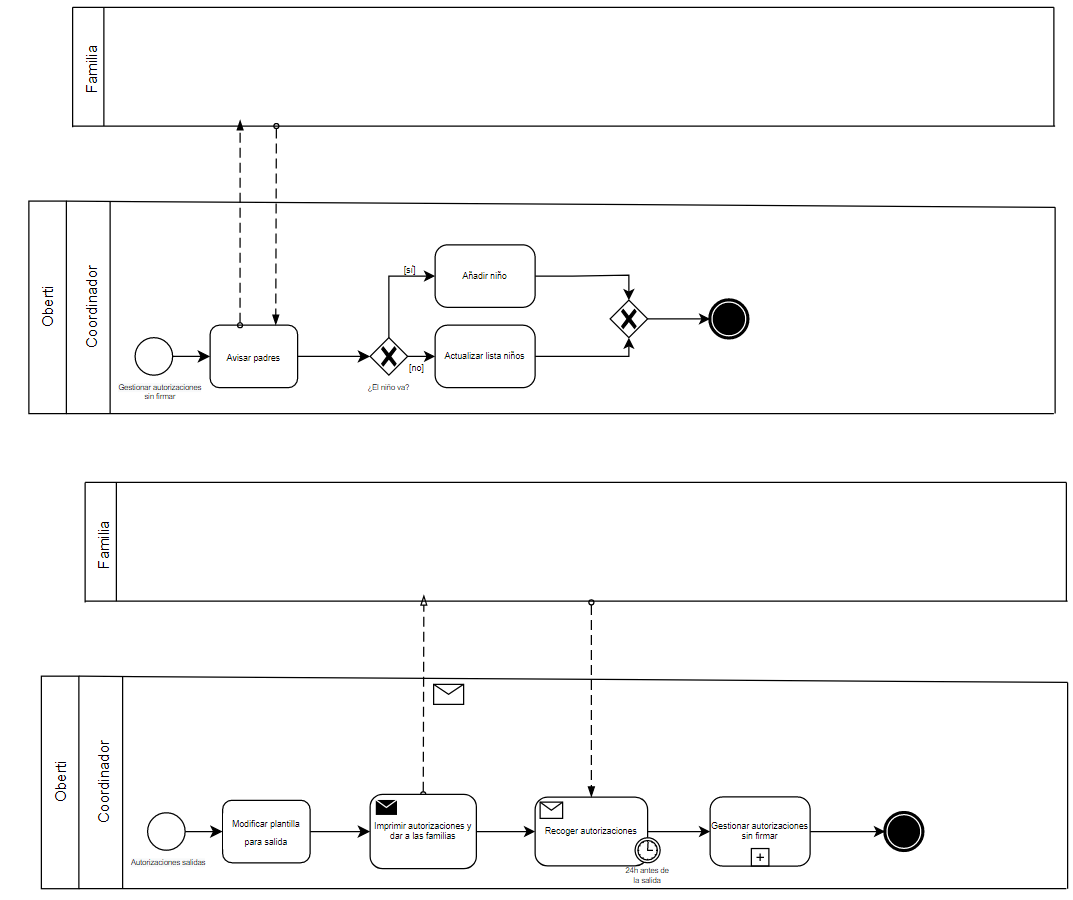 Familia
Oberti
Coordinador
[sí]
Añadir niño
Avisar padres
Actualizar lista niños
[no]
Gestionar autorizaciones
sin firmar
¿El niño va?
Familia
Oberti
Coordinador
Modificar plantilla
para salida
Imprimir autorizaciones y
dar a las familias
Recoger autorizaciones
Gestionar autorizaciones
sin firmar
Autorizaciones salidas
24h antes de
la salida